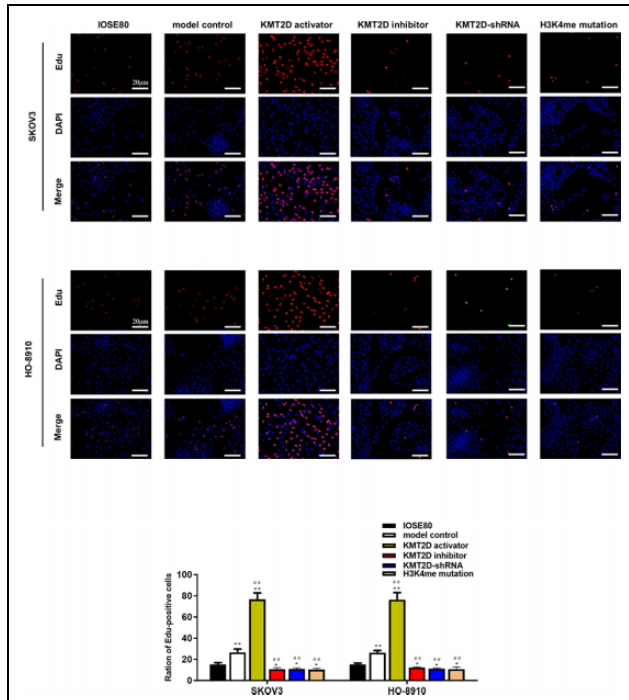 IOSE80 model control KMT2D activator KMT2D inhibitor KMT2D-shRNA H3K4me mutation
SKOV3
Edu
20μm
DAPI
Merge
HO-8910
Edu
20μm
DAPI
Merge
IOSE80
model control
KMT2D activator
KMT2D inhibitor
KMT2D-shRNA
H3K4me mutation
Ration of Edu-positive cells
100
80
60
40
20
0
** ## ** ## * ## * ## *
** ## ** ## * ## * ## *
SKOV3 HO-8910